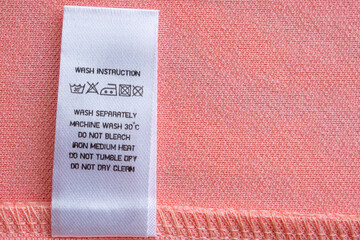 WASH INSTRUCTION
WASH SEPARATELY
MACHINE WASH 30°C
DO NOT BLEACH
IRON MEDIUM HEAT
DO NOT TUMBLE DRY
DO NOT DRY CLEAN